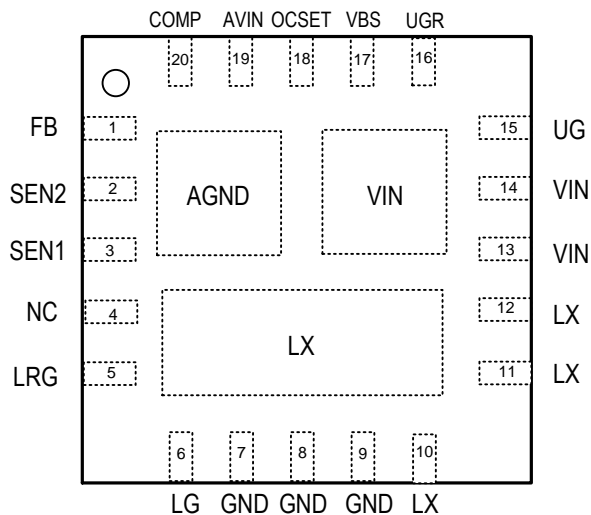 COMP AVIN OCSET VBS UGR
20 19 18 17 16
FB 1 15 UG
SEN2 2 AGND VIN 14 VIN
SEN1 3 13 VIN
NC 4 12 LX
LX
LRG 5 11 LX
6 7 8 9 10
LG GND GND GND LX